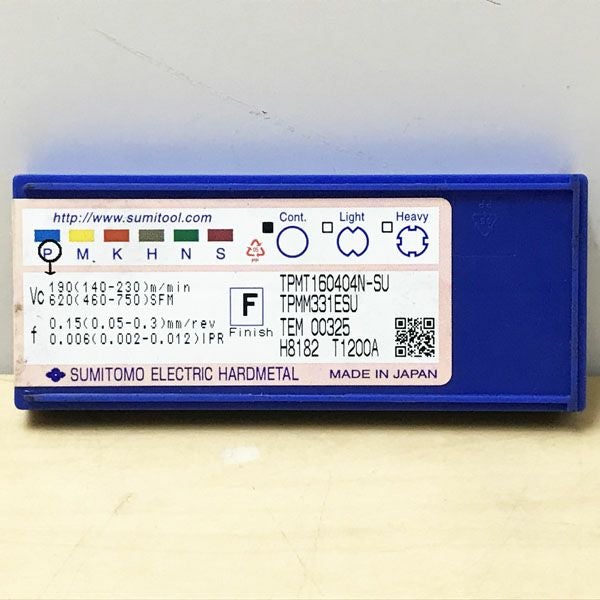 http://www.sumitool.com
Cont. Light Heavy
P M K H N S
Vc 190(140-230)m/min
620(460-750)SFM
f 0.15(0.05-0.3)mm/rev
0.006(0.002-0.012)IPR
F
Finish
TPMT160404N-SU
TPMM331ESU
TEM 00325
H8182 T1200A
SUMITOMO ELECTRIC HARDMETAL
MADE IN JAPAN